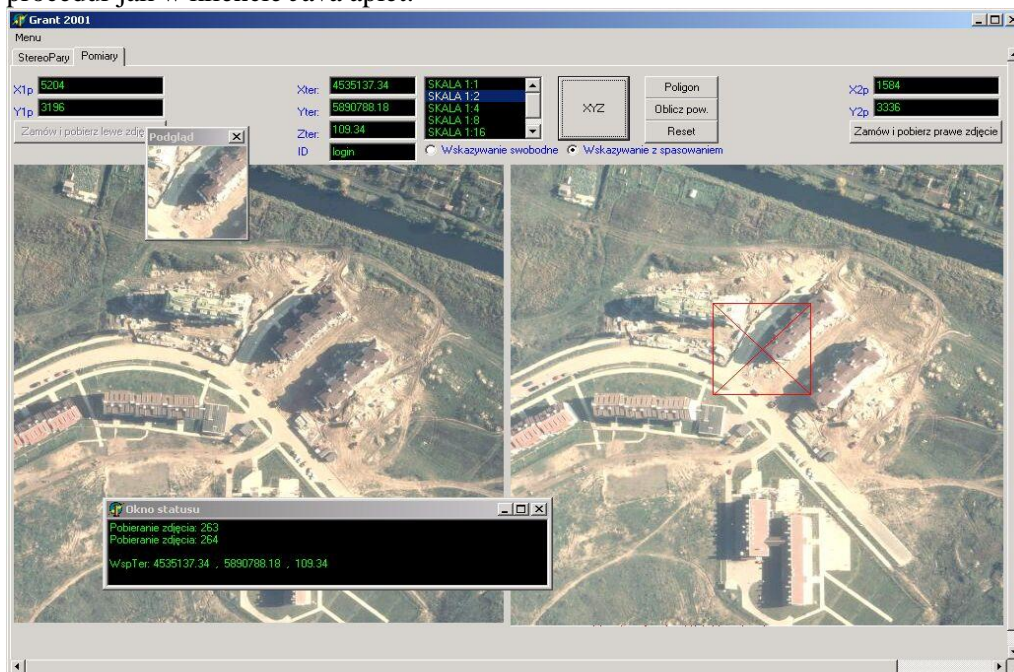 procedur jak w kliencie Java aplet.
Grant 2001
Menu
StereoPary Pomiary
X1p 5204
Y1p 3196
Zamów i pobierz lewe zdję
Podgląd
Xter: 4535137.34
Yter: 5890788.18
Zter: 109.34
ID login
SKALA 1:1
SKALA 1:2
SKALA 1:4
SKALA 1:8
SKALA 1:16
XYZ
Poligon
Oblicz pow.
Reset
Wskazywanie swobodne Wskazywanie z spasowaniem
X2p 1584
Y2p 3336
Zamów i pobierz prawe zdjęcie
Okno statusu
Pobieranie zdjęcia: 263
Pobieranie zdjęcia: 264
WspTer: 4535137.34 , 5890788.18 , 109.34